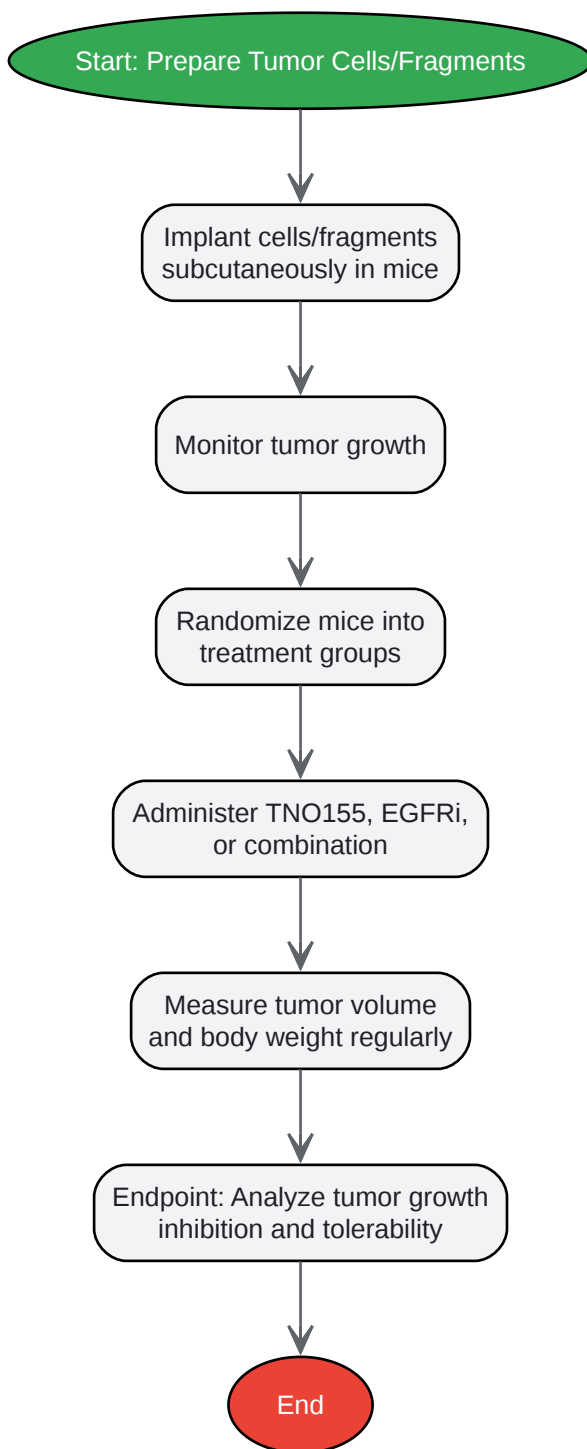 Start: Prepare Tumor Cells/Fragments
Implant cells/fragments
subcutaneously in mice
Monitor tumor growth
Randomize mice into
treatment groups
Administer TNO155, EGFRi,
or combination
Measure tumor volume
and body weight regularly
Endpoint: Analyze tumor growth
inhibition and tolerability
End